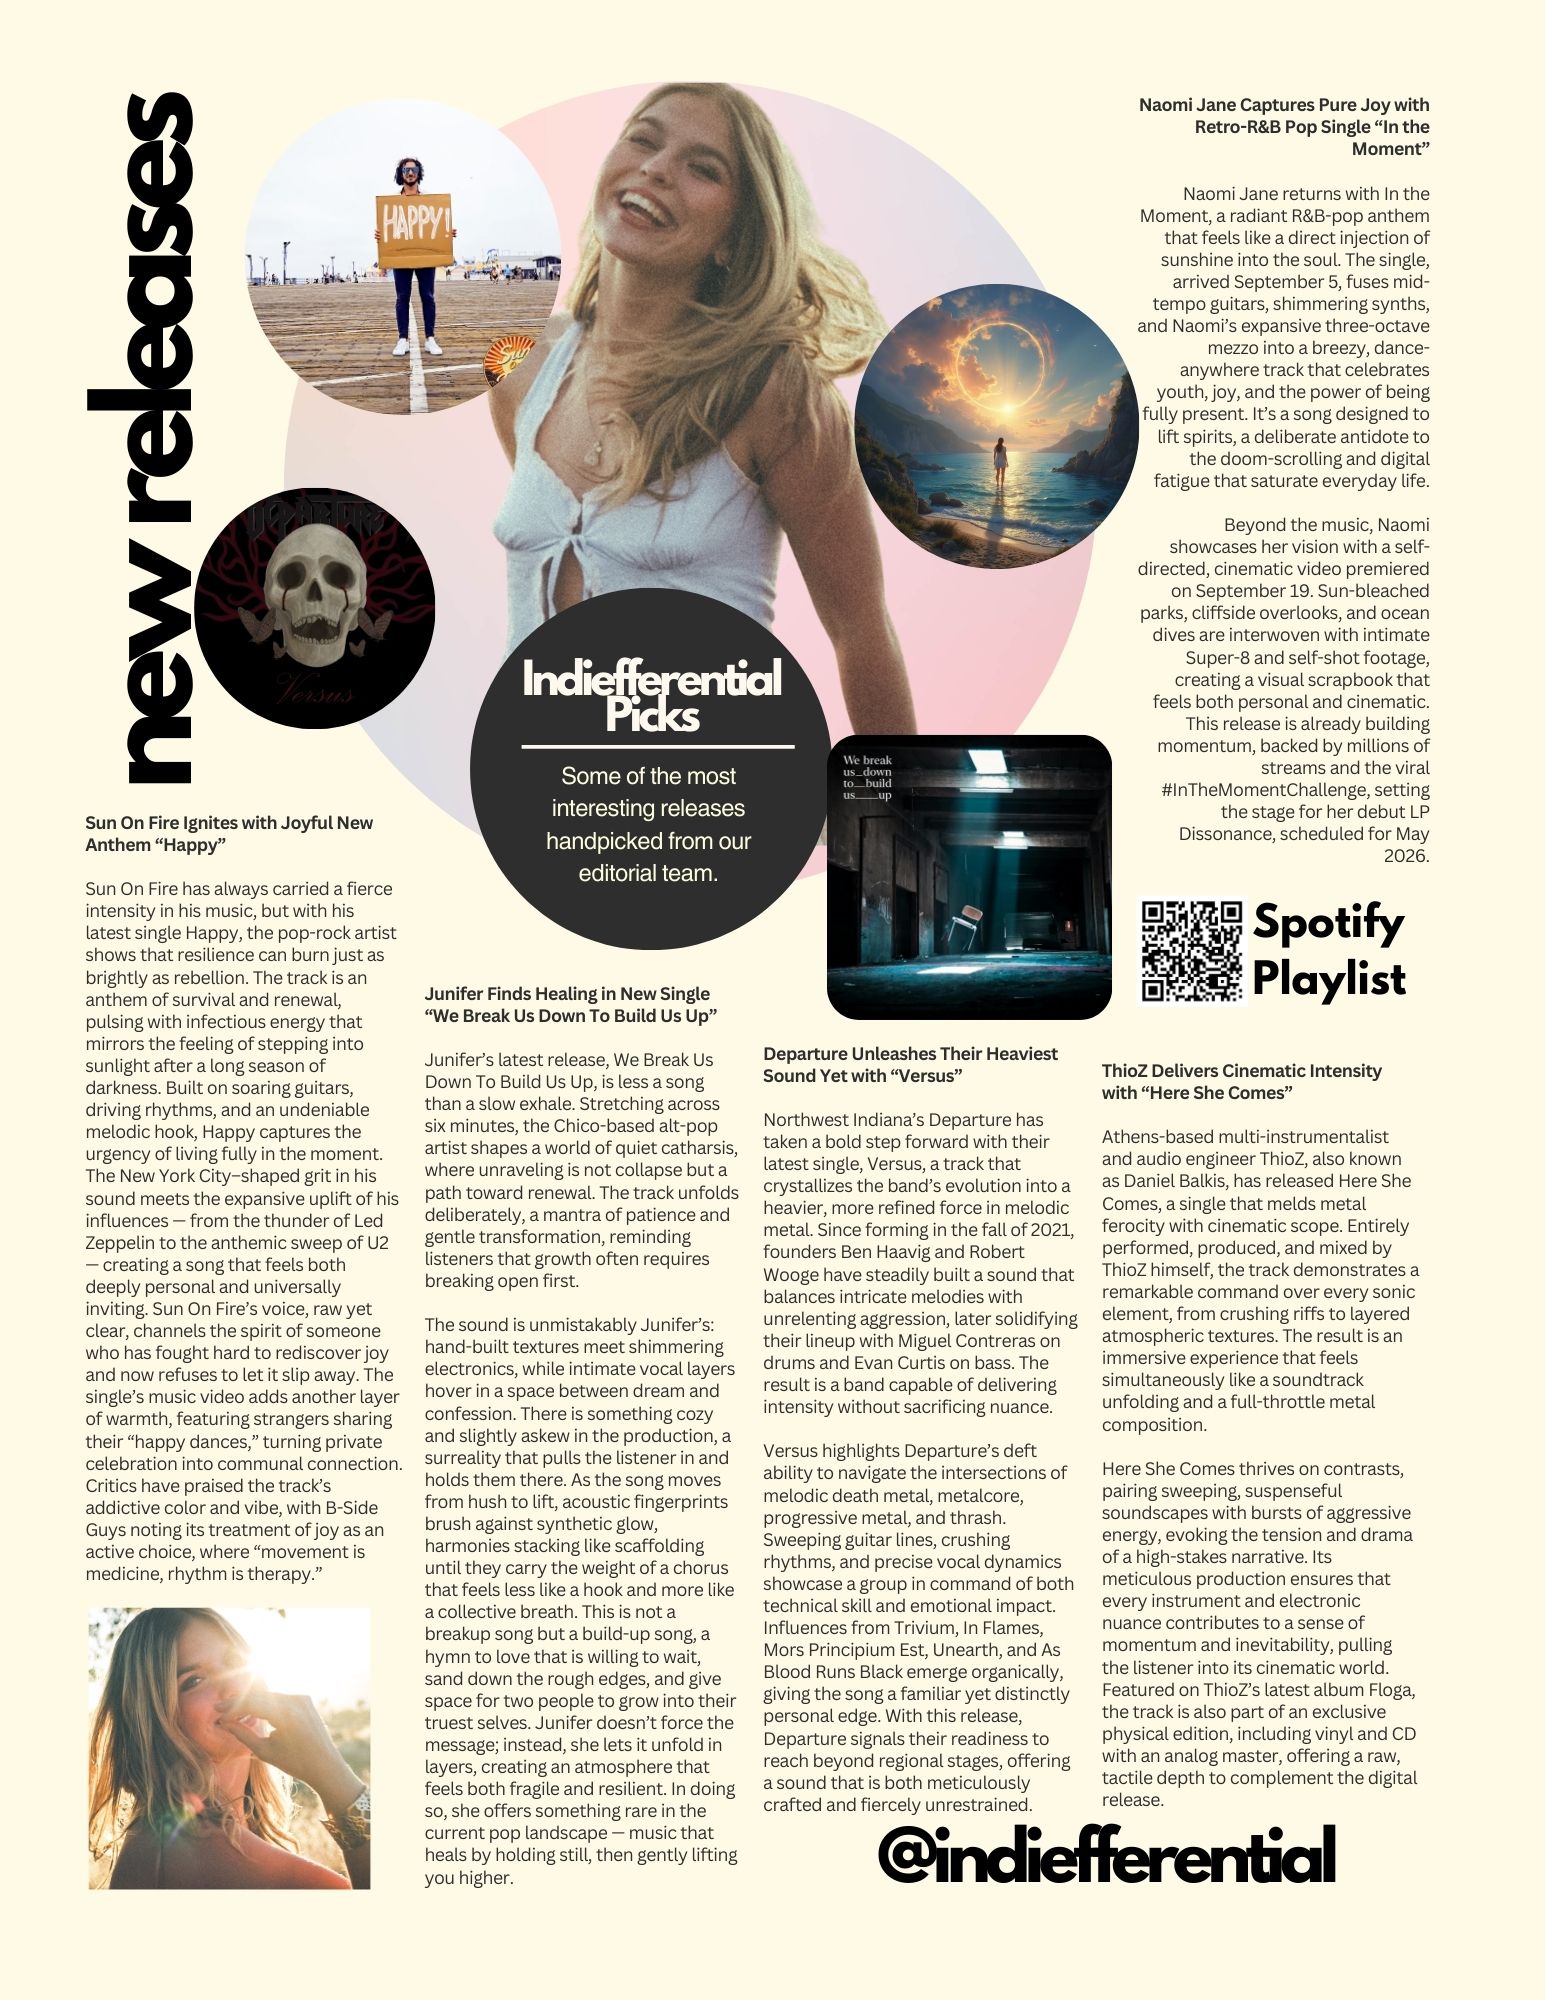 new releases
HAPPY!
Sun
DEPARTURE
Versus
Indiefferential
Picks
Some of the most
interesting releases
handpicked from our
editorial team.
We break
us_down
to__build
us___up
Naomi Jane Captures Pure Joy with
Retro-R&B Pop Single “In the
Moment”
Naomi Jane returns with In the
Moment, a radiant R&B-pop anthem
that feels like a direct injection of
sunshine into the soul. The single,
arrived September 5, fuses mid-
tempo guitars, shimmering synths,
and Naomi’s expansive three-octave
mezzo into a breezy, dance-
anywhere track that celebrates
youth, joy, and the power of being
fully present. It’s a song designed to
lift spirits, a deliberate antidote to
the doom-scrolling and digital
fatigue that saturate everyday life.
Beyond the music, Naomi
showcases her vision with a self-
directed, cinematic video premiered
on September 19. Sun-bleached
parks, cliffside overlooks, and ocean
dives are interwoven with intimate
Super-8 and self-shot footage,
creating a visual scrapbook that
feels both personal and cinematic.
This release is already building
momentum, backed by millions of
streams and the viral
#InTheMomentChallenge, setting
the stage for her debut LP
Dissonance, scheduled for May
2026.
Spotify
Playlist
Sun On Fire Ignites with Joyful New
Anthem “Happy”
Sun On Fire has always carried a fierce
intensity in his music, but with his
latest single Happy, the pop-rock artist
shows that resilience can burn just as
brightly as rebellion. The track is an
anthem of survival and renewal,
pulsing with infectious energy that
mirrors the feeling of stepping into
sunlight after a long season of
darkness. Built on soaring guitars,
driving rhythms, and an undeniable
melodic hook, Happy captures the
urgency of living fully in the moment.
The New York City–shaped grit in his
sound meets the expansive uplift of his
influences — from the thunder of Led
Zeppelin to the anthemic sweep of U2
— creating a song that feels both
deeply personal and universally
inviting. Sun On Fire’s voice, raw yet
clear, channels the spirit of someone
who has fought hard to rediscover joy
and now refuses to let it slip away. The
single’s music video adds another layer
of warmth, featuring strangers sharing
their “happy dances,” turning private
celebration into communal connection.
Critics have praised the track’s
addictive color and vibe, with B-Side
Guys noting its treatment of joy as an
active choice, where “movement is
medicine, rhythm is therapy.”
Junifer Finds Healing in New Single
“We Break Us Down To Build Us Up”
Junifer’s latest release, We Break Us
Down To Build Us Up, is less a song
than a slow exhale. Stretching across
six minutes, the Chico-based alt-pop
artist shapes a world of quiet catharsis,
where unraveling is not collapse but a
path toward renewal. The track unfolds
deliberately, a mantra of patience and
gentle transformation, reminding
listeners that growth often requires
breaking open first.
The sound is unmistakably Junifer’s:
hand-built textures meet shimmering
electronics, while intimate vocal layers
hover in a space between dream and
confession. There is something cozy
and slightly askew in the production, a
surreality that pulls the listener in and
holds them there. As the song moves
from hush to lift, acoustic fingerprints
brush against synthetic glow,
harmonies stacking like scaffolding
until they carry the weight of a chorus
that feels less like a hook and more like
a collective breath. This is not a
breakup song but a build-up song, a
hymn to love that is willing to wait,
sand down the rough edges, and give
space for two people to grow into their
truest selves. Junifer doesn’t force the
message; instead, she lets it unfold in
layers, creating an atmosphere that
feels both fragile and resilient. In doing
so, she offers something rare in the
current pop landscape — music that
heals by holding still, then gently lifting
you higher.
Departure Unleashes Their Heaviest
Sound Yet with “Versus”
Northwest Indiana’s Departure has
taken a bold step forward with their
latest single, Versus, a track that
crystallizes the band’s evolution into a
heavier, more refined force in melodic
metal. Since forming in the fall of 2021,
founders Ben Haavig and Robert
Wooge have steadily built a sound that
balances intricate melodies with
unrelenting aggression, later solidifying
their lineup with Miguel Contreras on
drums and Evan Curtis on bass. The
result is a band capable of delivering
intensity without sacrificing nuance.
Versus highlights Departure’s deft
ability to navigate the intersections of
melodic death metal, metalcore,
progressive metal, and thrash.
Sweeping guitar lines, crushing
rhythms, and precise vocal dynamics
showcase a group in command of both
technical skill and emotional impact.
Influences from Trivium, In Flames,
Mors Principium Est, Unearth, and As
Blood Runs Black emerge organically,
giving the song a familiar yet distinctly
personal edge. With this release,
Departure signals their readiness to
reach beyond regional stages, offering
a sound that is both meticulously
crafted and fiercely unrestrained.
ThioZ Delivers Cinematic Intensity
with “Here She Comes”
Athens-based multi-instrumentalist
and audio engineer ThioZ, also known
as Daniel Balkis, has released Here She
Comes, a single that melds metal
ferocity with cinematic scope. Entirely
performed, produced, and mixed by
ThioZ himself, the track demonstrates a
remarkable command over every sonic
element, from crushing riffs to layered
atmospheric textures. The result is an
immersive experience that feels
simultaneously like a soundtrack
unfolding and a full-throttle metal
composition.
Here She Comes thrives on contrasts,
pairing sweeping, suspenseful
soundscapes with bursts of aggressive
energy, evoking the tension and drama
of a high-stakes narrative. Its
meticulous production ensures that
every instrument and electronic
nuance contributes to a sense of
momentum and inevitability, pulling
the listener into its cinematic world.
Featured on ThioZ’s latest album Floga,
the track is also part of an exclusive
physical edition, including vinyl and CD
with an analog master, offering a raw,
tactile depth to complement the digital
release.
@indiefferential